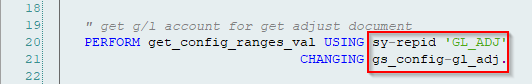 18
19
" get g/l account for get adjust document
20
PERFORM get_config_ranges_val USING sy-repid 'GL_ADJ'
21
CHANGING gs_config-gl_adj.
22